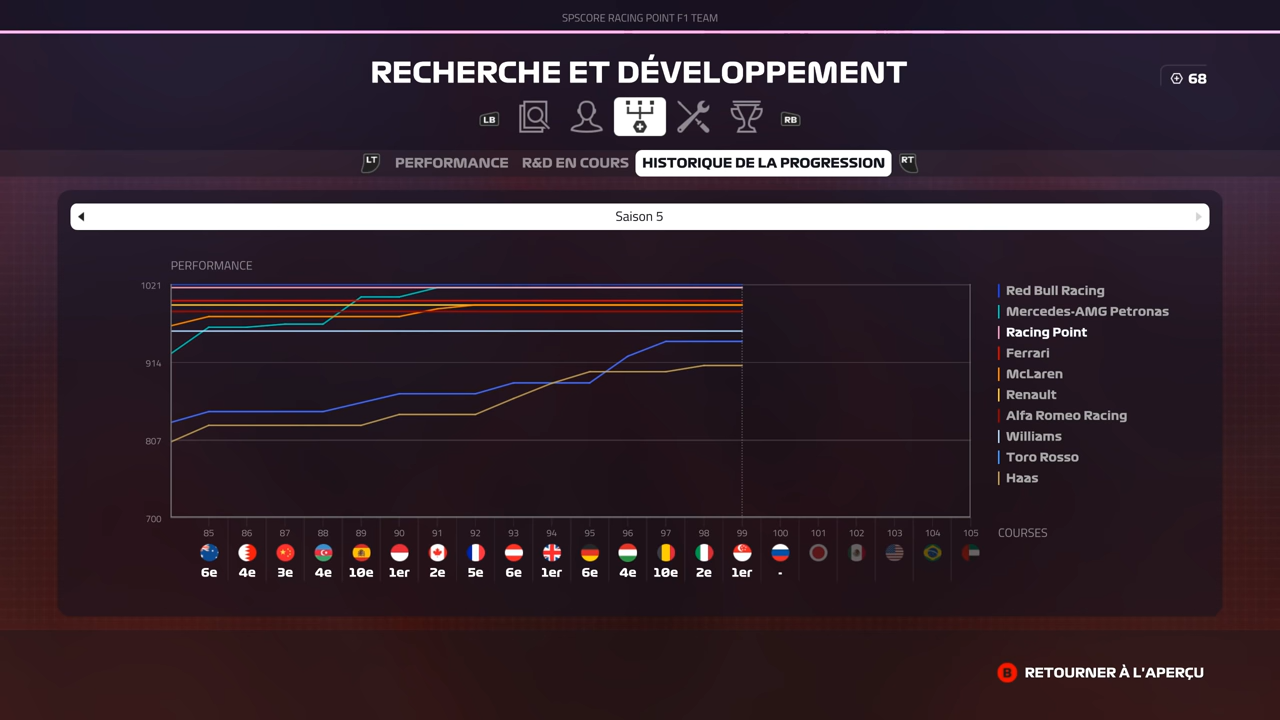 SPSCORE RACING POINT F1 TEAM
RECHERCHE ET DÉVELOPPEMENT
68
LB
RB
LT
PERFORMANCE
R&D EN COURS
HISTORIQUE DE LA PROGRESSION
RT
Saison 5
PERFORMANCE
1021
914
807
700
Red Bull Racing
Mercedes-AMG Petronas
Racing Point
Ferrari
McLaren
Renault
Alfa Romeo Racing
Williams
Toro Rosso
Haas
85 86 87 88 89 90 91 92 93 94 95 96 97 98 99 100 101 102 103 104 105
COURSES
6e 4e 3e 4e 10e 1er 2e 5e 6e 1er 6e 4e 10e 2e 1er -
B RETOURNER À L'APERÇU